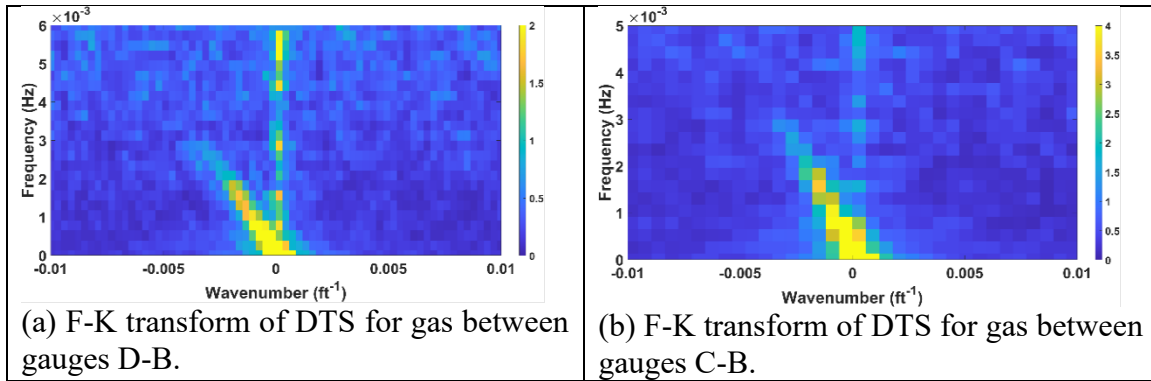 ×10⁻³
6
5
4
3
2
1
0
Frequency (Hz)
-0.01 -0.005 0 0.005 0.01
Wavenumber (ft⁻¹)
2
1.5
1
0.5
0
(a) F-K transform of DTS for gas between
gauges D-B.
×10⁻³
5
4
3
2
1
0
Frequency (Hz)
-0.01 -0.005 0 0.005 0.01
Wavenumber (ft⁻¹)
4
3.5
3
2.5
2
1.5
1
0.5
0
(b) F-K transform of DTS for gas between
gauges C-B.